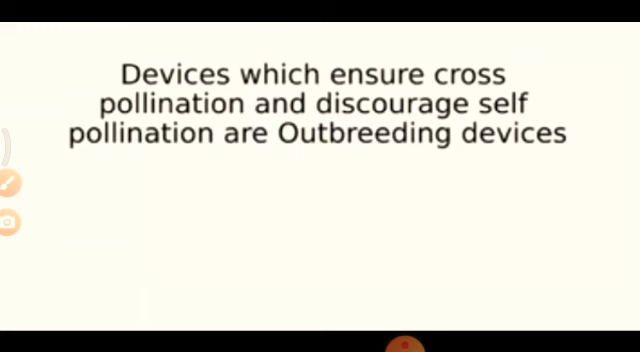 Devices which ensure cross
pollination and discourage self
pollination are Outbreeding devices